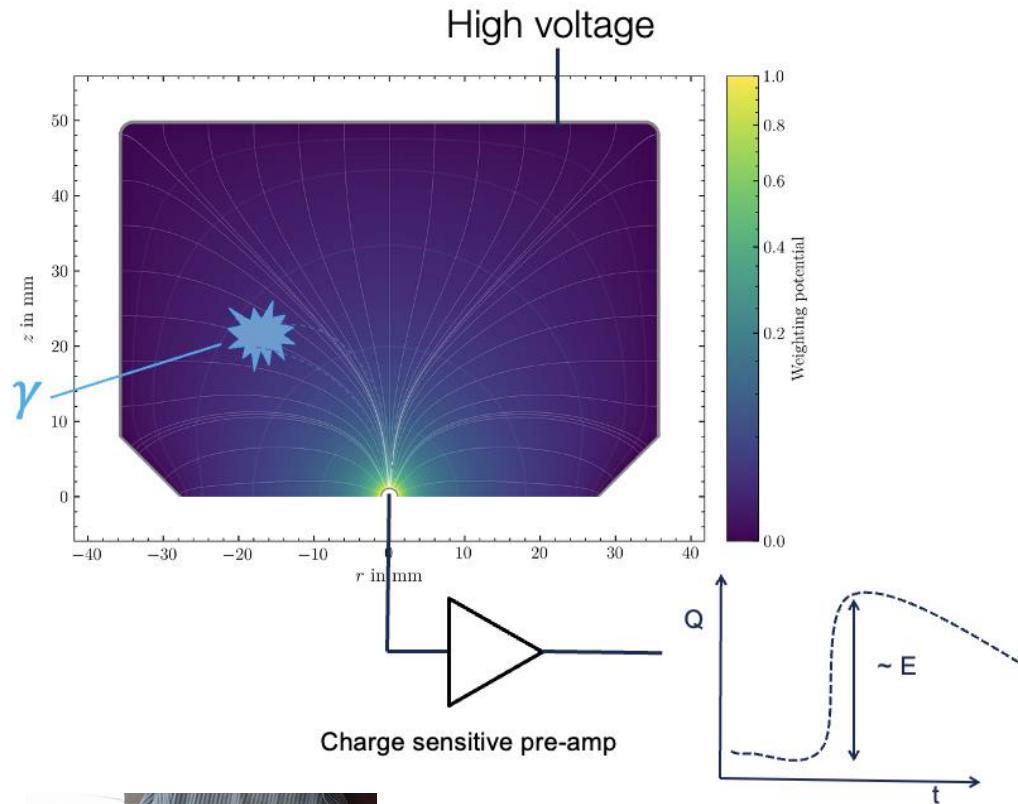 High voltage
1.0
0.8
0.6
0.4
0.2
0.0
Weighting potential
50
40
30
20
10
0
z in mm
γ
−40
−30
−20
−10
0
10
20
30
40
r in mm
Charge sensitive pre-amp
Q
~ E
t